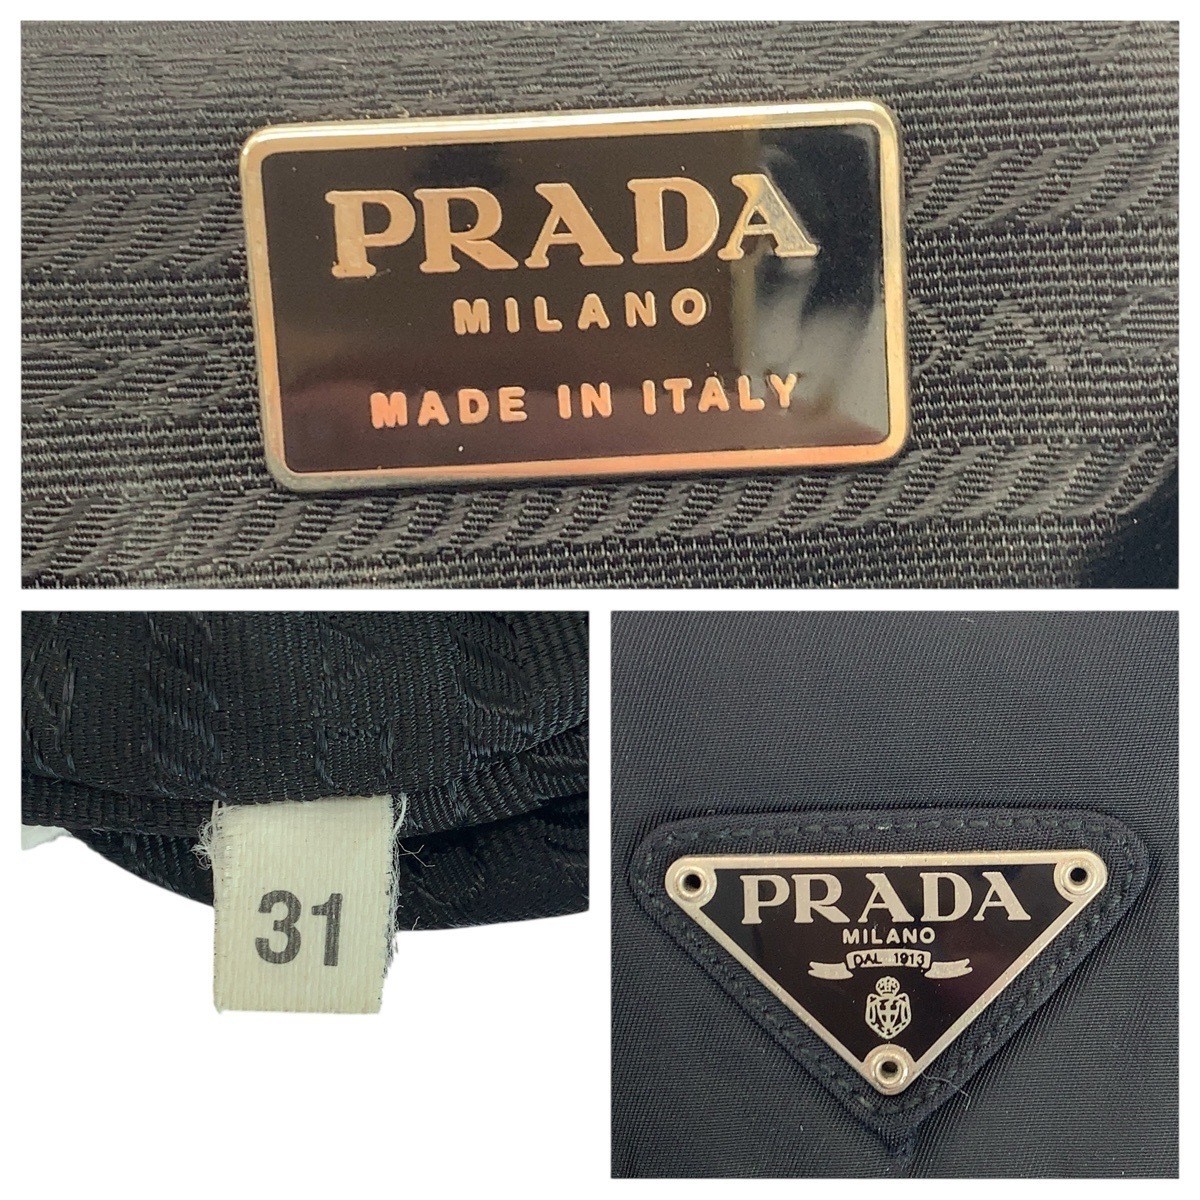 PRADA
MILANO
MADE IN ITALY
31
PRADA
MILANO
DAL 1913